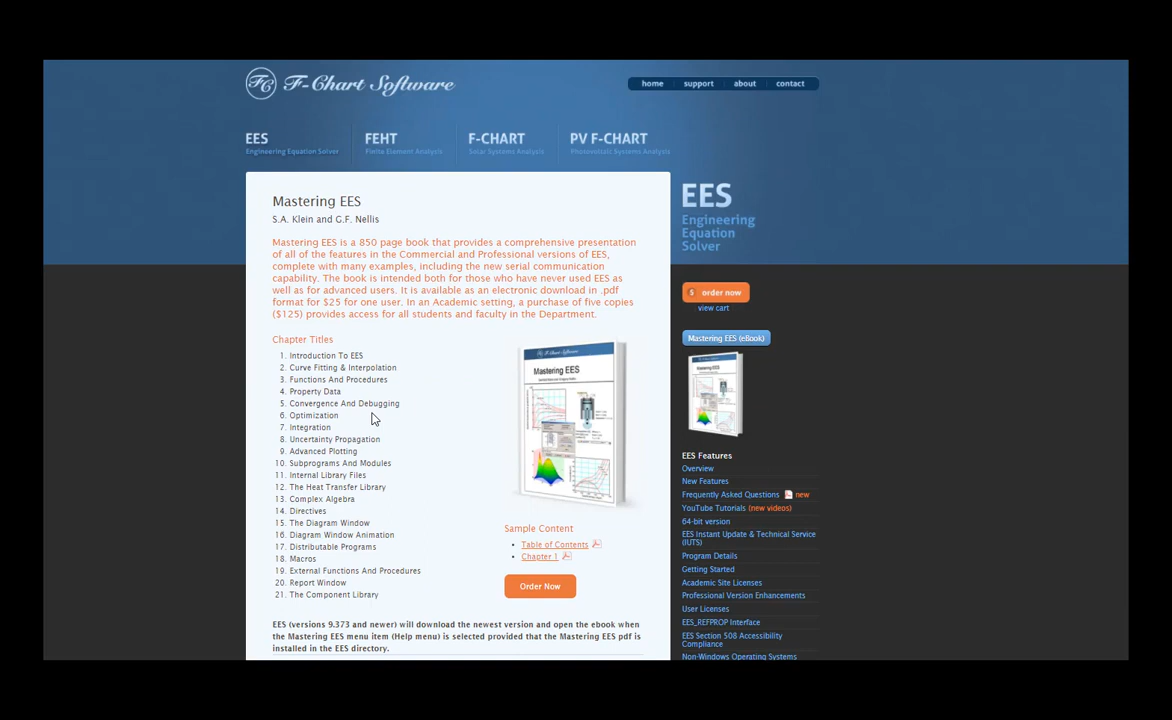 F-Chart Software
home support about contact
EES FEHT F-CHART PV F-CHART
Engineering Equation Solver Finite Element Analysis Solar Systems Analysis Photovoltaic Systems Analysis
Mastering EES
S.A. Klein and G.F. Nellis
Mastering EES is a 850 page book that provides a comprehensive presentation
of all of the features in the Commercial and Professional versions of EES,
complete with many examples, including the new serial communication
capability. The book is intended both for those who have never used EES as
well as for advanced users. It is available as an electronic download in .pdf
format for $25 for one user. In an Academic setting, a purchase of five copies
($125) provides access for all students and faculty in the Department.
Chapter Titles
1. Introduction To EES
2. Curve Fitting & Interpolation
3. Functions And Procedures
4. Property Data
5. Convergence And Debugging
6. Optimization
7. Integration
8. Uncertainty Propagation
9. Advanced Plotting
10. Subprograms And Modules
11. Internal Library Files
12. The Heat Transfer Library
13. Complex Algebra
14. Directives
15. The Diagram Window
16. Diagram Window Animation
17. Distributable Programs
18. Macros
19. External Functions And Procedures
20. Report Window
21. The Component Library
F-Chart Software
Mastering EES
Sample Content
• Table of Contents
• Chapter 1
Order Now
EES (versions 9.373 and newer) will download the newest version and open the ebook when
the Mastering EES menu item (Help menu) is selected provided that the Mastering EES pdf is
installed in the EES directory.
EES
Engineering
Equation
Solver
$ order now
view cart
Mastering EES (eBook)
Mastering EES
EES Features
Overview
New Features
Frequently Asked Questions new
YouTube Tutorials (new videos)
64-bit version
EES Instant Update & Technical Service
(IUTS)
Program Details
Getting Started
Academic Site Licenses
Professional Version Enhancements
User Licenses
EES_REFPROP Interface
EES Section 508 Accessibility
Compliance
Non-Windows Operating Systems